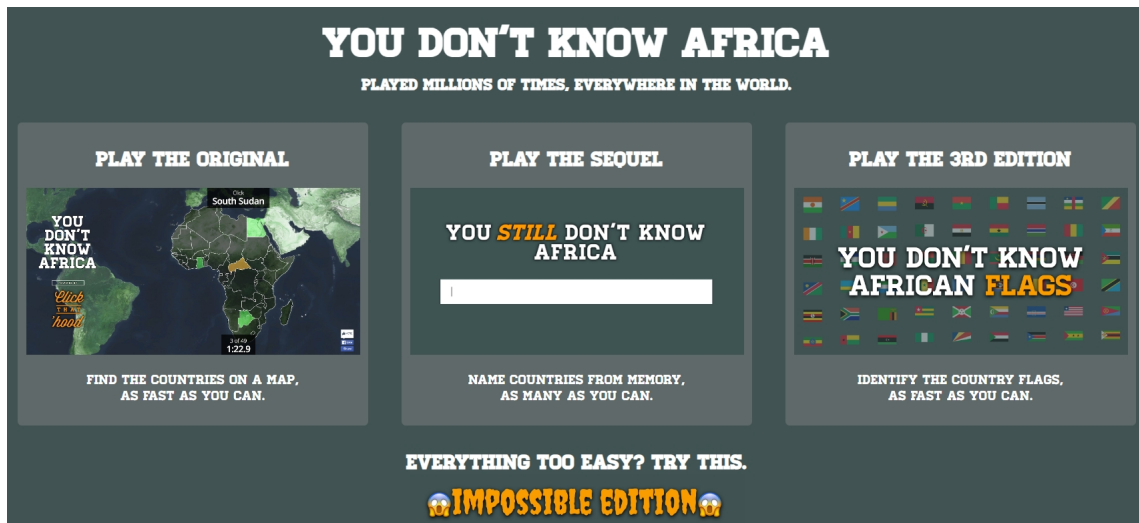 YOU DON'T KNOW AFRICA
PLAYED MILLIONS OF TIMES, EVERYWHERE IN THE WORLD.
PLAY THE ORIGINAL
Click
South Sudan
YOU
DON'T
KNOW
AFRICA
Click
THAT
'hood
3 of 49
1:22.9
FIND THE COUNTRIES ON A MAP,
AS FAST AS YOU CAN.
PLAY THE SEQUEL
YOU STILL DON'T KNOW
AFRICA
NAME COUNTRIES FROM MEMORY,
AS MANY AS YOU CAN.
PLAY THE 3RD EDITION
YOU DON'T KNOW
AFRICAN FLAGS
IDENTIFY THE COUNTRY FLAGS,
AS FAST AS YOU CAN.
EVERYTHING TOO EASY? TRY THIS.
😱IMPOSSIBLE EDITION😱